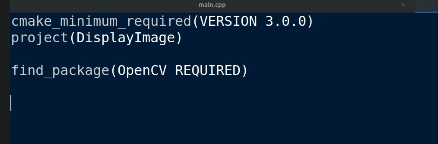 main.cpp
cmake_minimum_required(VERSION 3.0.0)
project(DisplayImage)
find_package(OpenCV REQUIRED)